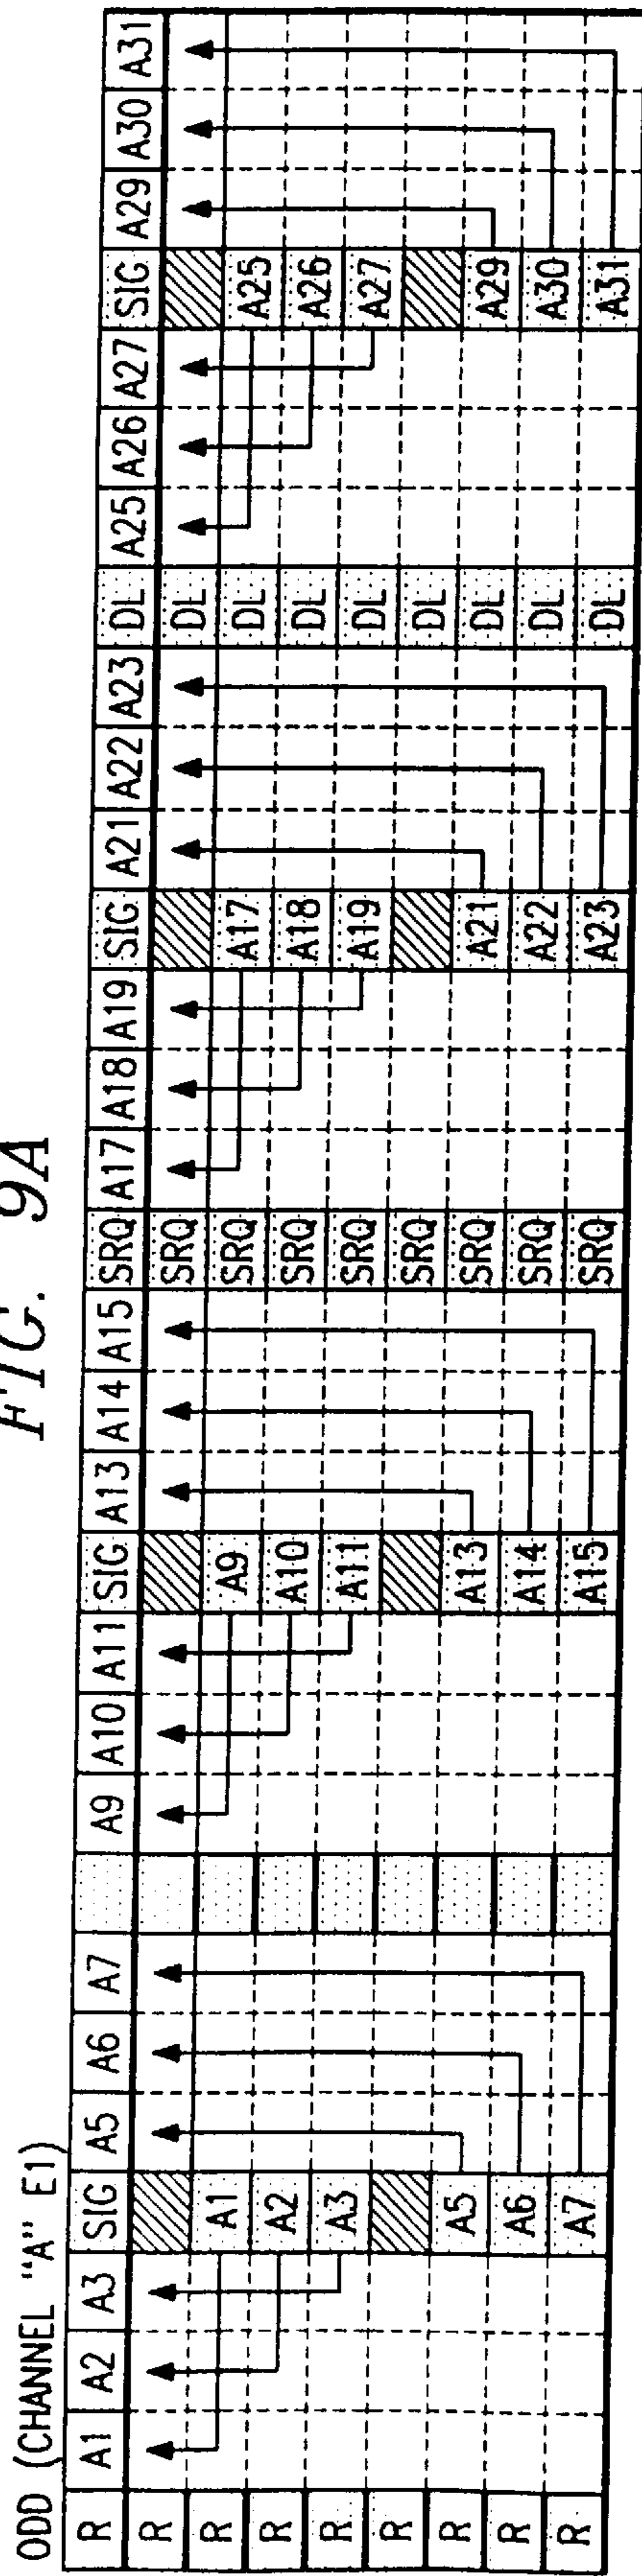 FIG. 9A
ODD (CHANNEL "A" E1)
R A1 A2 A3 SIG A5 A6 A7 A9 A10 A11 SIG A13 A14 A15 SRQ A17 A18 A19 SIG A21 A22 A23 DL A25 A26 A27 SIG A29 A30 A31
R SRQ DL
R A1 A9 SRQ A17 DL A25
R A2 A10 SRQ A18 DL A26
R A3 A11 SRQ A19 DL A27
R SRQ DL
R A5 A13 SRQ A21 DL A29
R A6 A14 SRQ A22 DL A30
R A7 A15 SRQ A23 DL A31